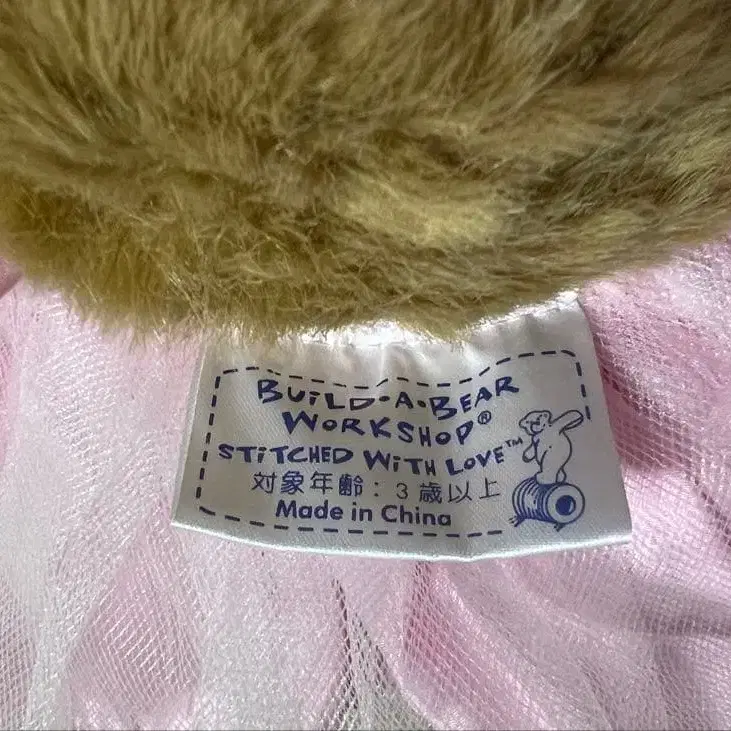 BUILD-A-BEAR
WORKSHOP®
STITCHED WITH LOVE™
対象年齢：3歳以上
Made in China